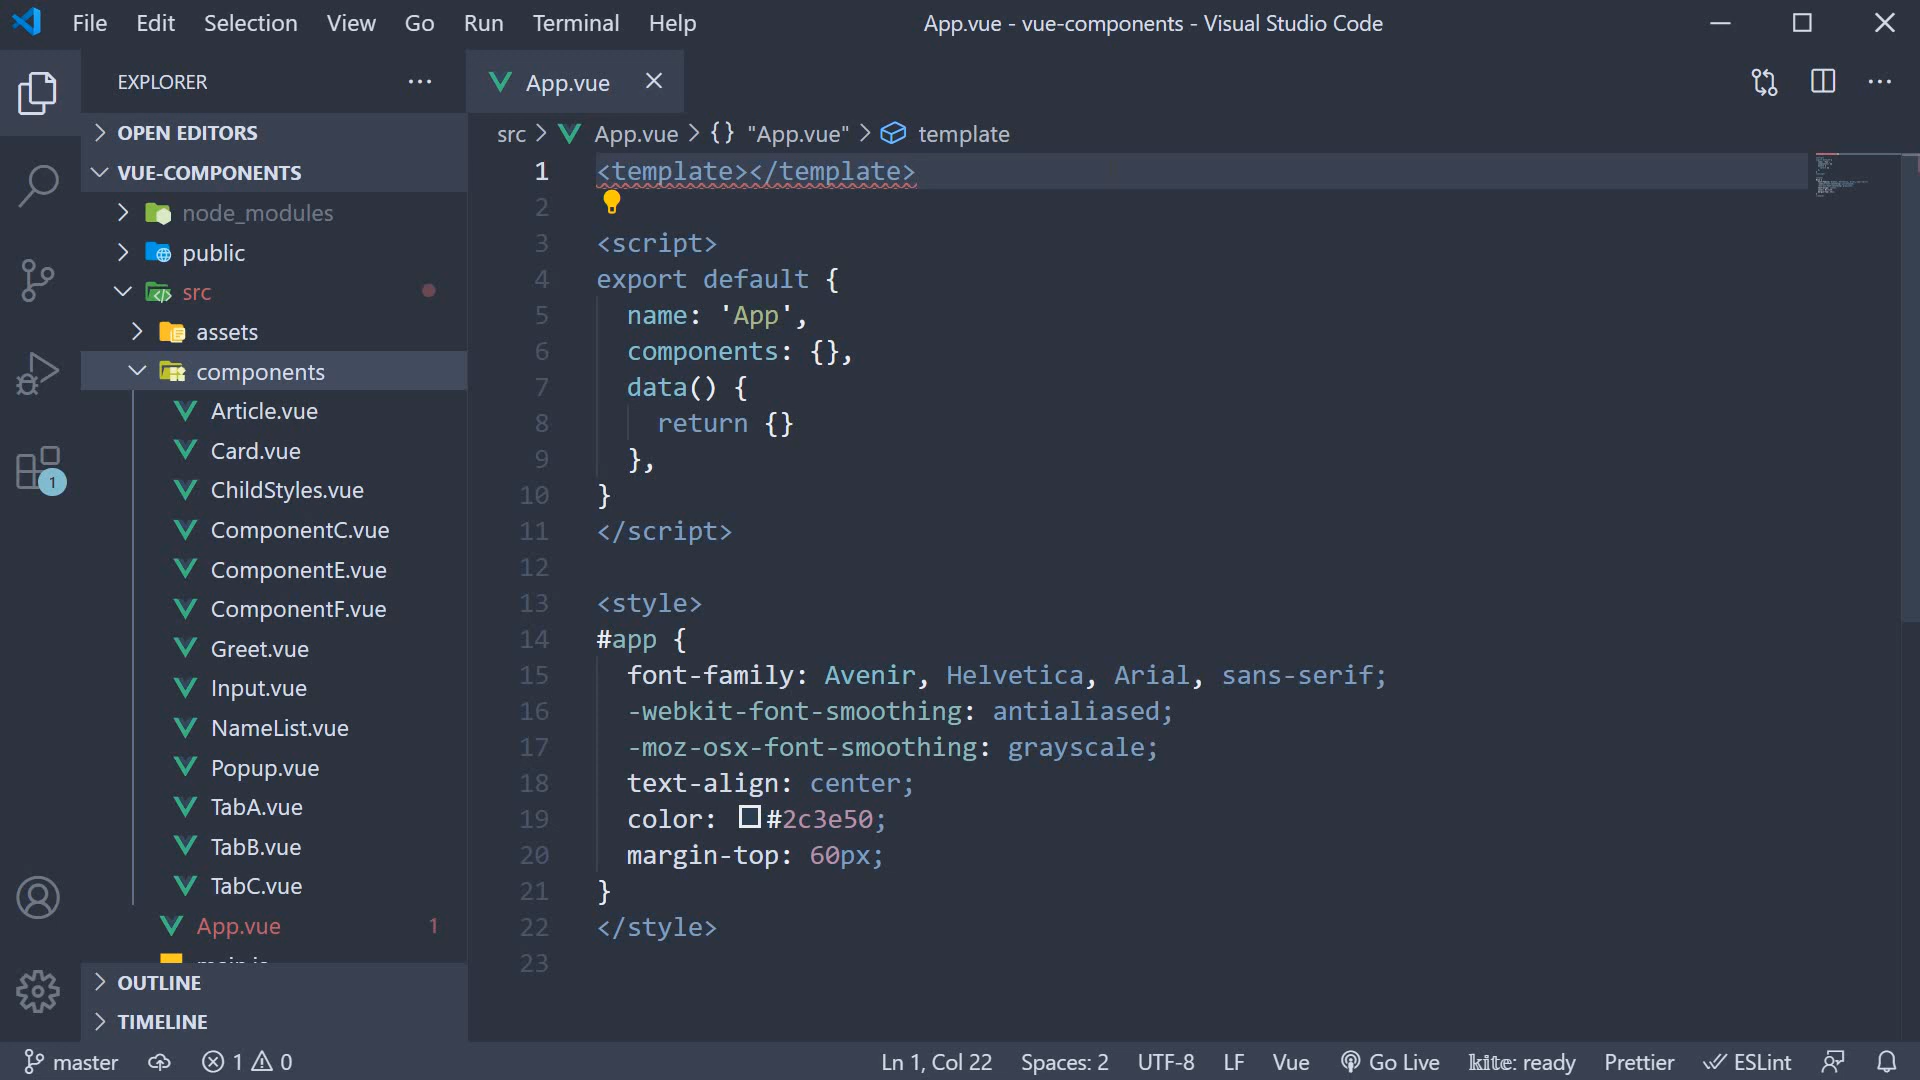 File Edit Selection View Go Run Terminal Help
App.vue - vue-components - Visual Studio Code
EXPLORER
OPEN EDITORS
VUE-COMPONENTS
node_modules
public
src
assets
components
Article.vue
Card.vue
ChildStyles.vue
ComponentC.vue
ComponentE.vue
ComponentF.vue
Greet.vue
Input.vue
NameList.vue
Popup.vue
TabA.vue
TabB.vue
TabC.vue
App.vue 1
OUTLINE
TIMELINE
1
App.vue
src > App.vue > {} "App.vue" > template
1 <template></template>
2
3 <script>
4 export default {
5 name: 'App',
6 components: {},
7 data() {
8 return {}
9 },
10 }
11 </script>
12
13 <style>
14 #app {
15 font-family: Avenir, Helvetica, Arial, sans-serif;
16 -webkit-font-smoothing: antialiased;
17 -moz-osx-font-smoothing: grayscale;
18 text-align: center;
19 color: #2c3e50;
20 margin-top: 60px;
21 }
22 </style>
23
master 1 0 Ln 1, Col 22 Spaces: 2 UTF-8 LF Vue Go Live kite: ready Prettier ESLint